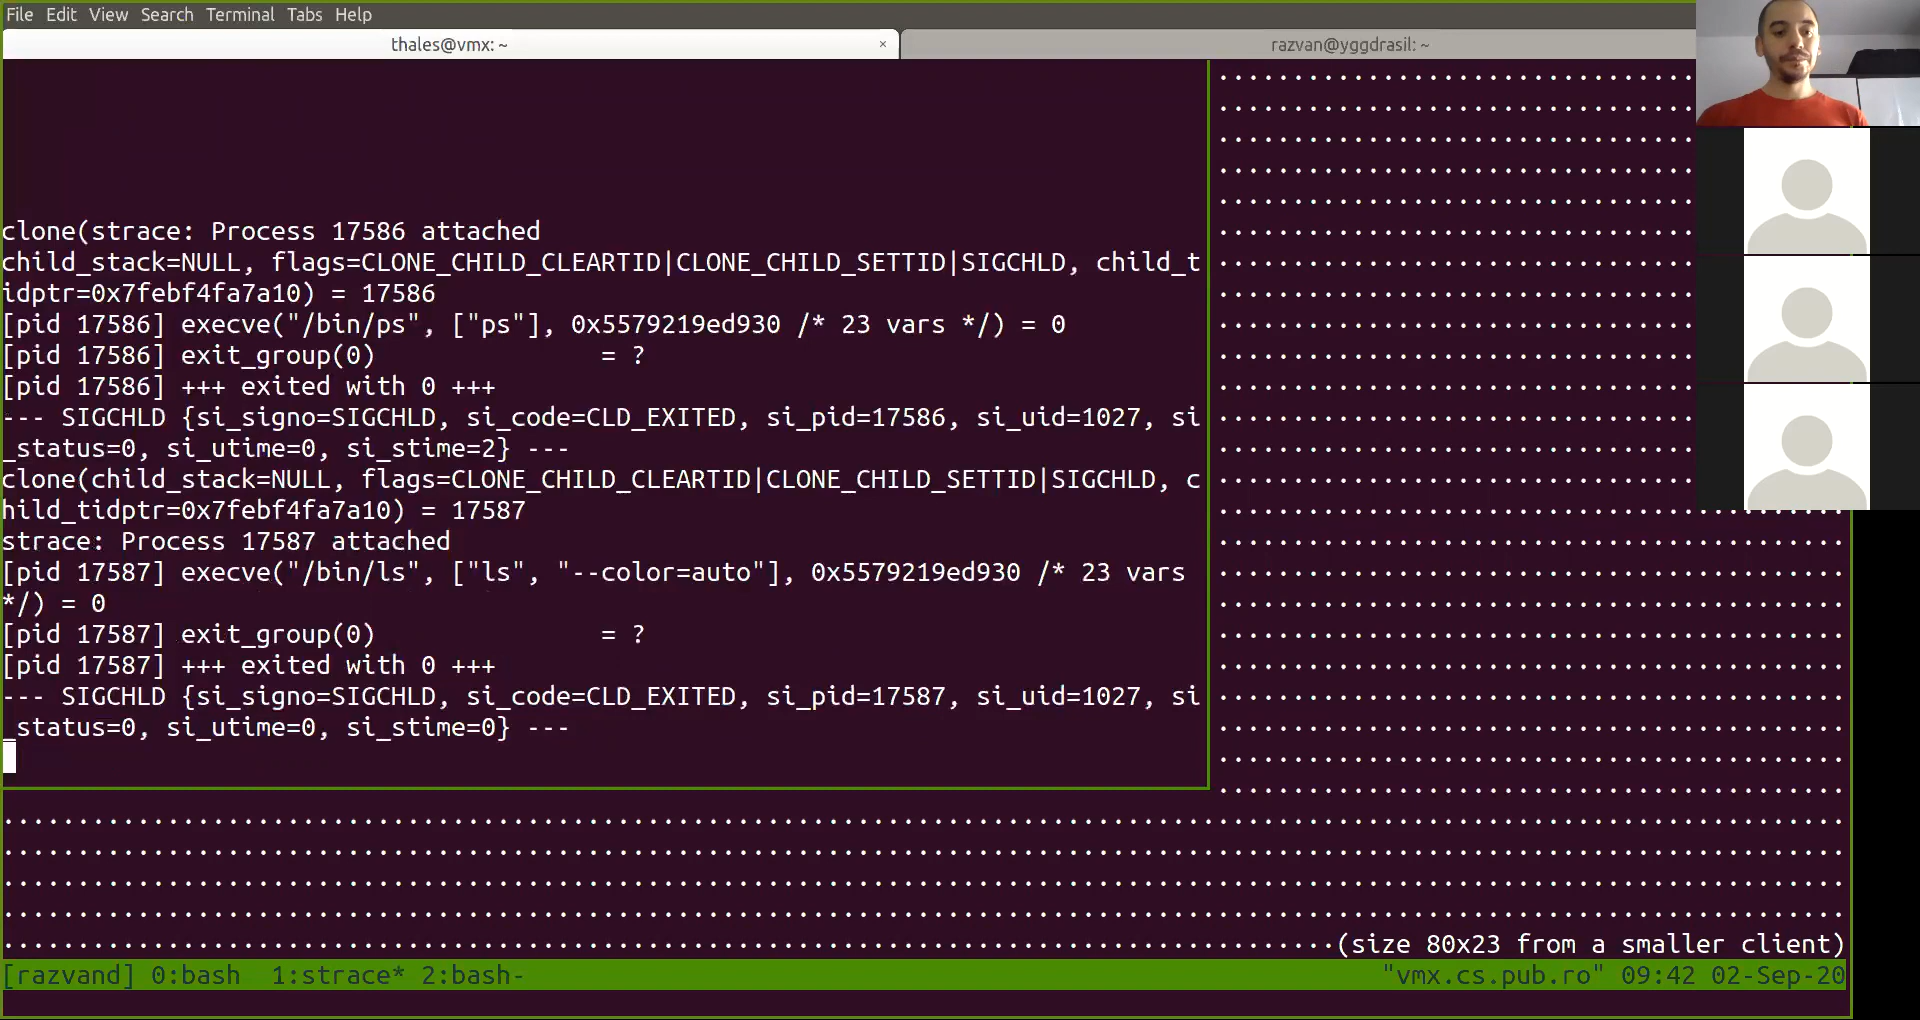 File Edit View Search Terminal Tabs Help
thales@vmx: ~ ×
razvan@yggdrasil: ~
clone(strace: Process 17586 attached
child_stack=NULL, flags=CLONE_CHILD_CLEARTID|CLONE_CHILD_SETTID|SIGCHLD, child_t
idptr=0x7febf4fa7a10) = 17586
[pid 17586] execve("/bin/ps", ["ps"], 0x5579219ed930 /* 23 vars */) = 0
[pid 17586] exit_group(0)               = ?
[pid 17586] +++ exited with 0 +++
--- SIGCHLD {si_signo=SIGCHLD, si_code=CLD_EXITED, si_pid=17586, si_uid=1027, si
_status=0, si_utime=0, si_stime=2} ---
clone(child_stack=NULL, flags=CLONE_CHILD_CLEARTID|CLONE_CHILD_SETTID|SIGCHLD, c
hild_tidptr=0x7febf4fa7a10) = 17587
strace: Process 17587 attached
[pid 17587] execve("/bin/ls", ["ls", "--color=auto"], 0x5579219ed930 /* 23 vars
*/) = 0
[pid 17587] exit_group(0)               = ?
[pid 17587] +++ exited with 0 +++
--- SIGCHLD {si_signo=SIGCHLD, si_code=CLD_EXITED, si_pid=17587, si_uid=1027, si
_status=0, si_utime=0, si_stime=0} ---
(size 80x23 from a smaller client)
[razvand] 0:bash  1:strace* 2:bash- "vmx.cs.pub.ro" 09:42 02-Sep-20